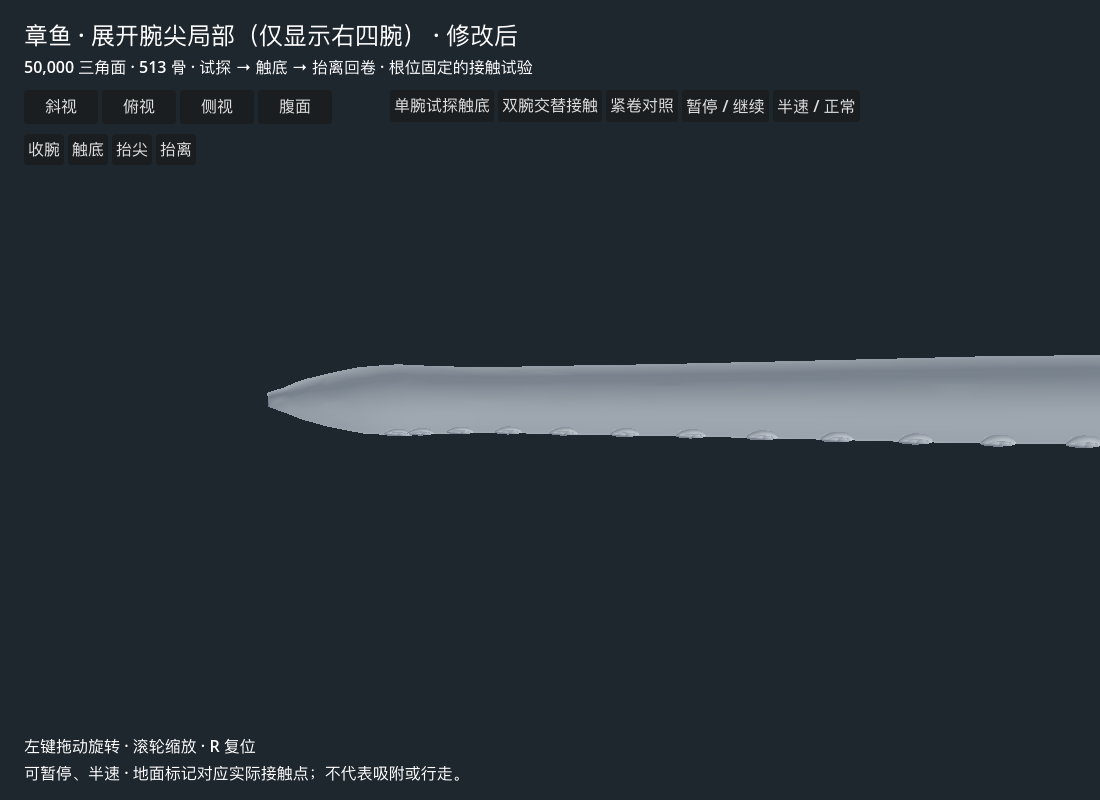 章鱼 · 展开腕尖局部（仅显示右四腕） · 修改后
50,000 三角面 · 513 骨 · 试探 → 触底 → 抬离回卷 · 根位固定的接触试验
斜视 俯视 侧视 腹面 单腕试探触底 双腕交替接触 紧卷对照 暂停 / 继续 半速 / 正常
收腕 触底 抬尖 抬离
左键拖动旋转 · 滚轮缩放 · R 复位
可暂停、半速 · 地面标记对应实际接触点；不代表吸附或行走。